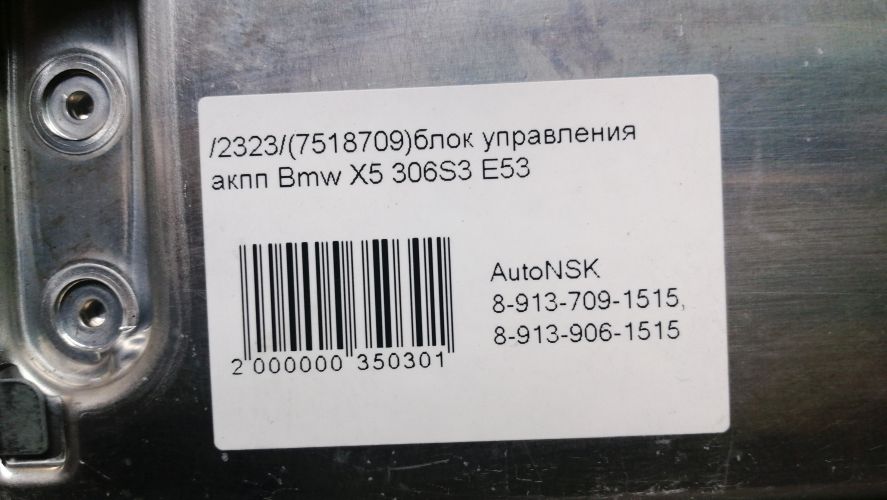 /2323/(7518709)блок управления
акпп Bmw X5 306S3 E53
AutoNSK
8-913-709-1515,
8-913-906-1515
2 000000 350301